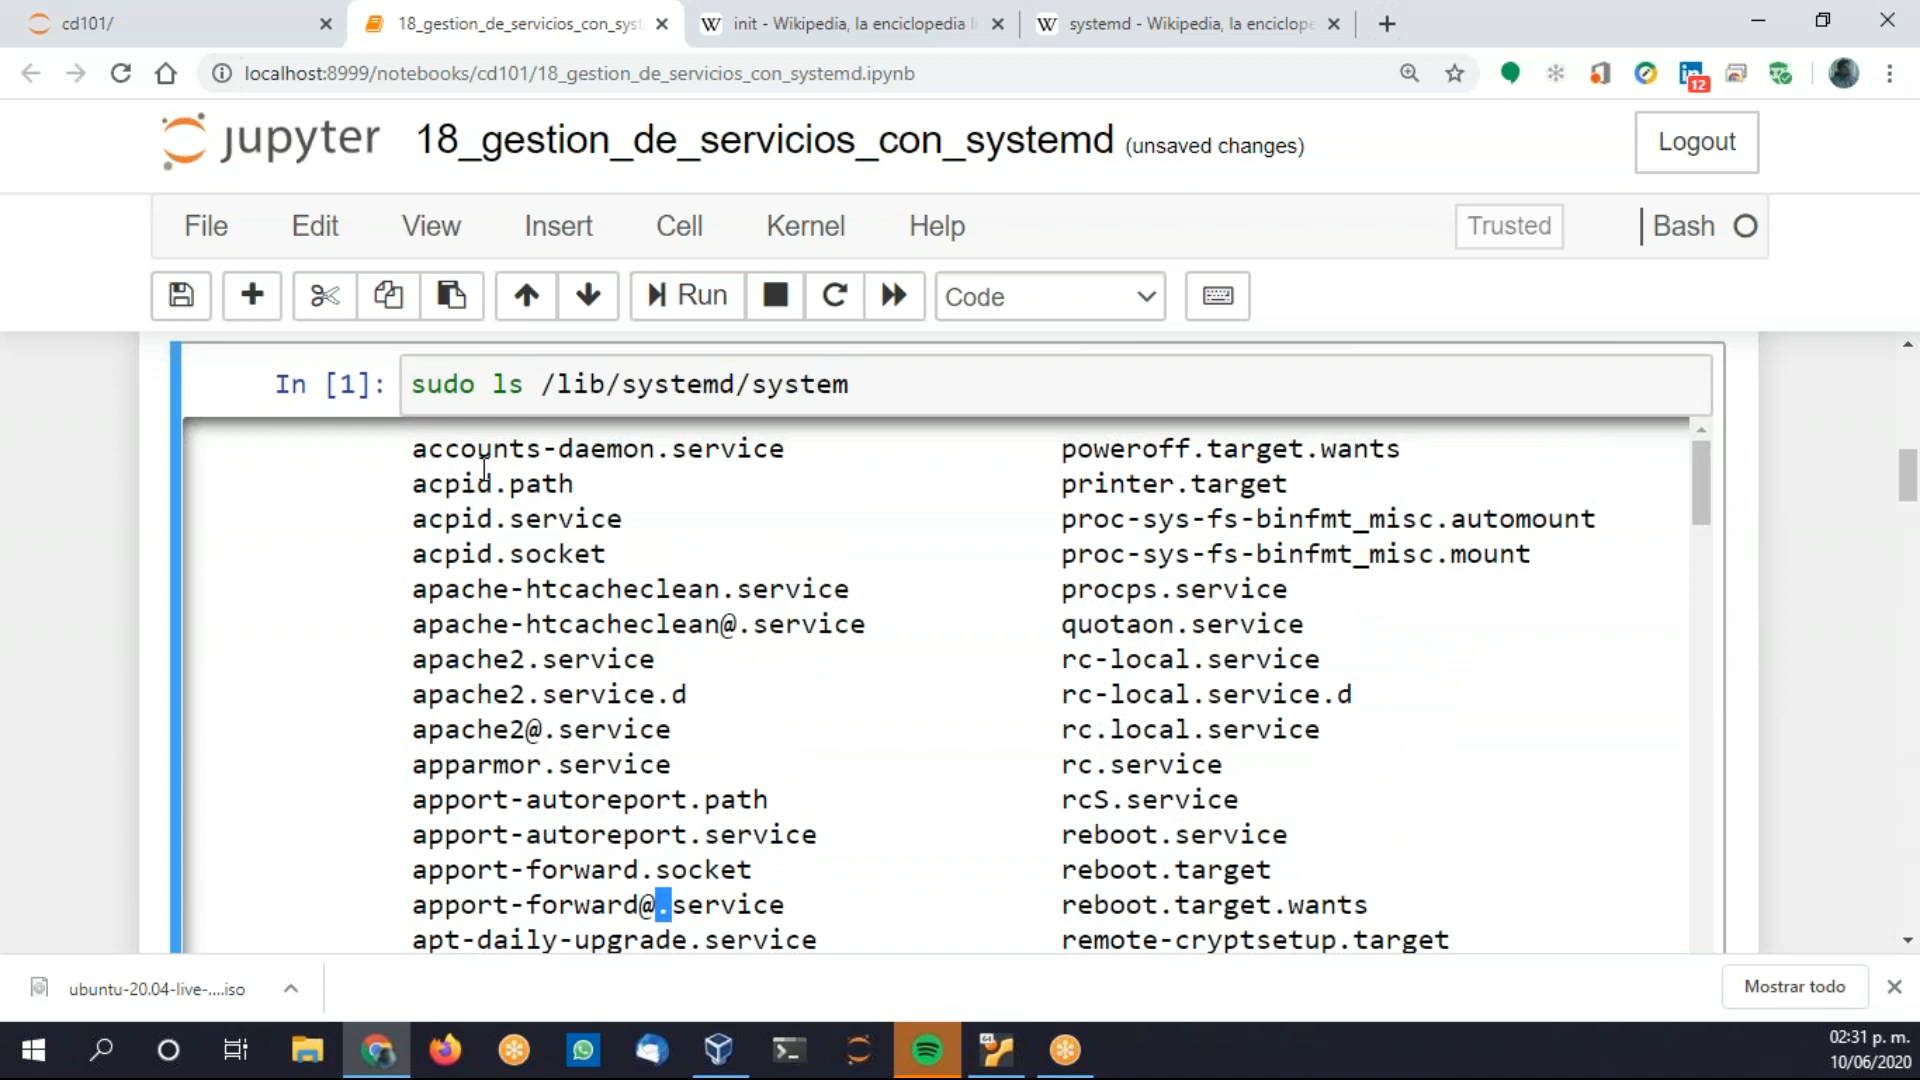 cd101/
18_gestion_de_servicios_con_syst
init - Wikipedia, la enciclopedia l
systemd - Wikipedia, la enciclope
localhost:8999/notebooks/cd101/18_gestion_de_servicios_con_systemd.ipynb
12
jupyter 18_gestion_de_servicios_con_systemd (unsaved changes)
Logout
File Edit View Insert Cell Kernel Help
Trusted
Bash
Run
Code
In [1]: sudo ls /lib/systemd/system
accounts-daemon.service poweroff.target.wants
acpid.path printer.target
acpid.service proc-sys-fs-binfmt_misc.automount
acpid.socket proc-sys-fs-binfmt_misc.mount
apache-htcacheclean.service procps.service
apache-htcacheclean@.service quotaon.service
apache2.service rc-local.service
apache2.service.d rc-local.service.d
apache2@.service rc.local.service
apparmor.service rc.service
apport-autoreport.path rcS.service
apport-autoreport.service reboot.service
apport-forward.socket reboot.target
apport-forward@.service reboot.target.wants
apt-daily-upgrade.service remote-cryptsetup.target
ubuntu-20.04-live-....iso
Mostrar todo
02:31 p. m.
10/06/2020